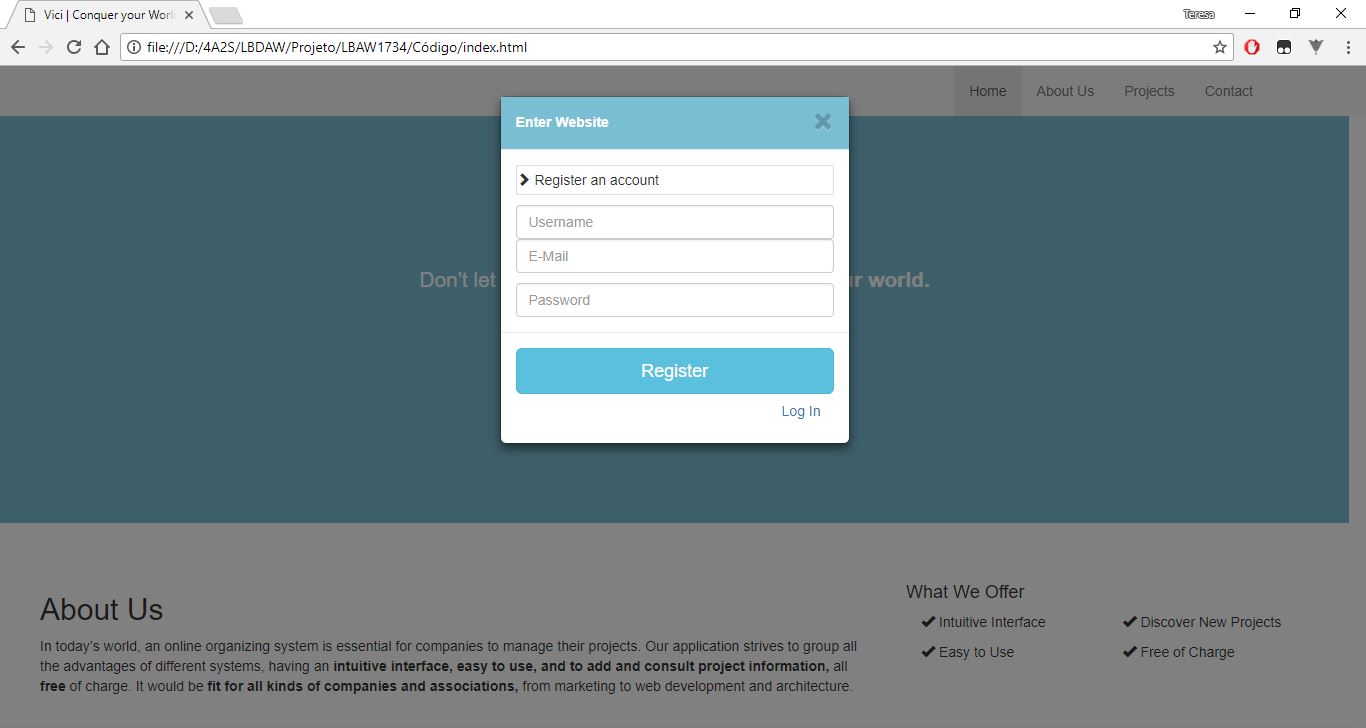 Vici | Conquer your Worl
Teresa
file:///D:/4A2S/LBDAW/Projeto/LBAW1734/Código/index.html
Home About Us Projects Contact
Enter Website
Register an account
Username
E-Mail
Don't let
r world.
Password
Register
Log In
About Us
In today's world, an online organizing system is essential for companies to manage their projects. Our application strives to group all
the advantages of different systems, having an intuitive interface, easy to use, and to add and consult project information, all
free of charge. It would be fit for all kinds of companies and associations, from marketing to web development and architecture.
What We Offer
Intuitive Interface
Discover New Projects
Easy to Use
Free of Charge